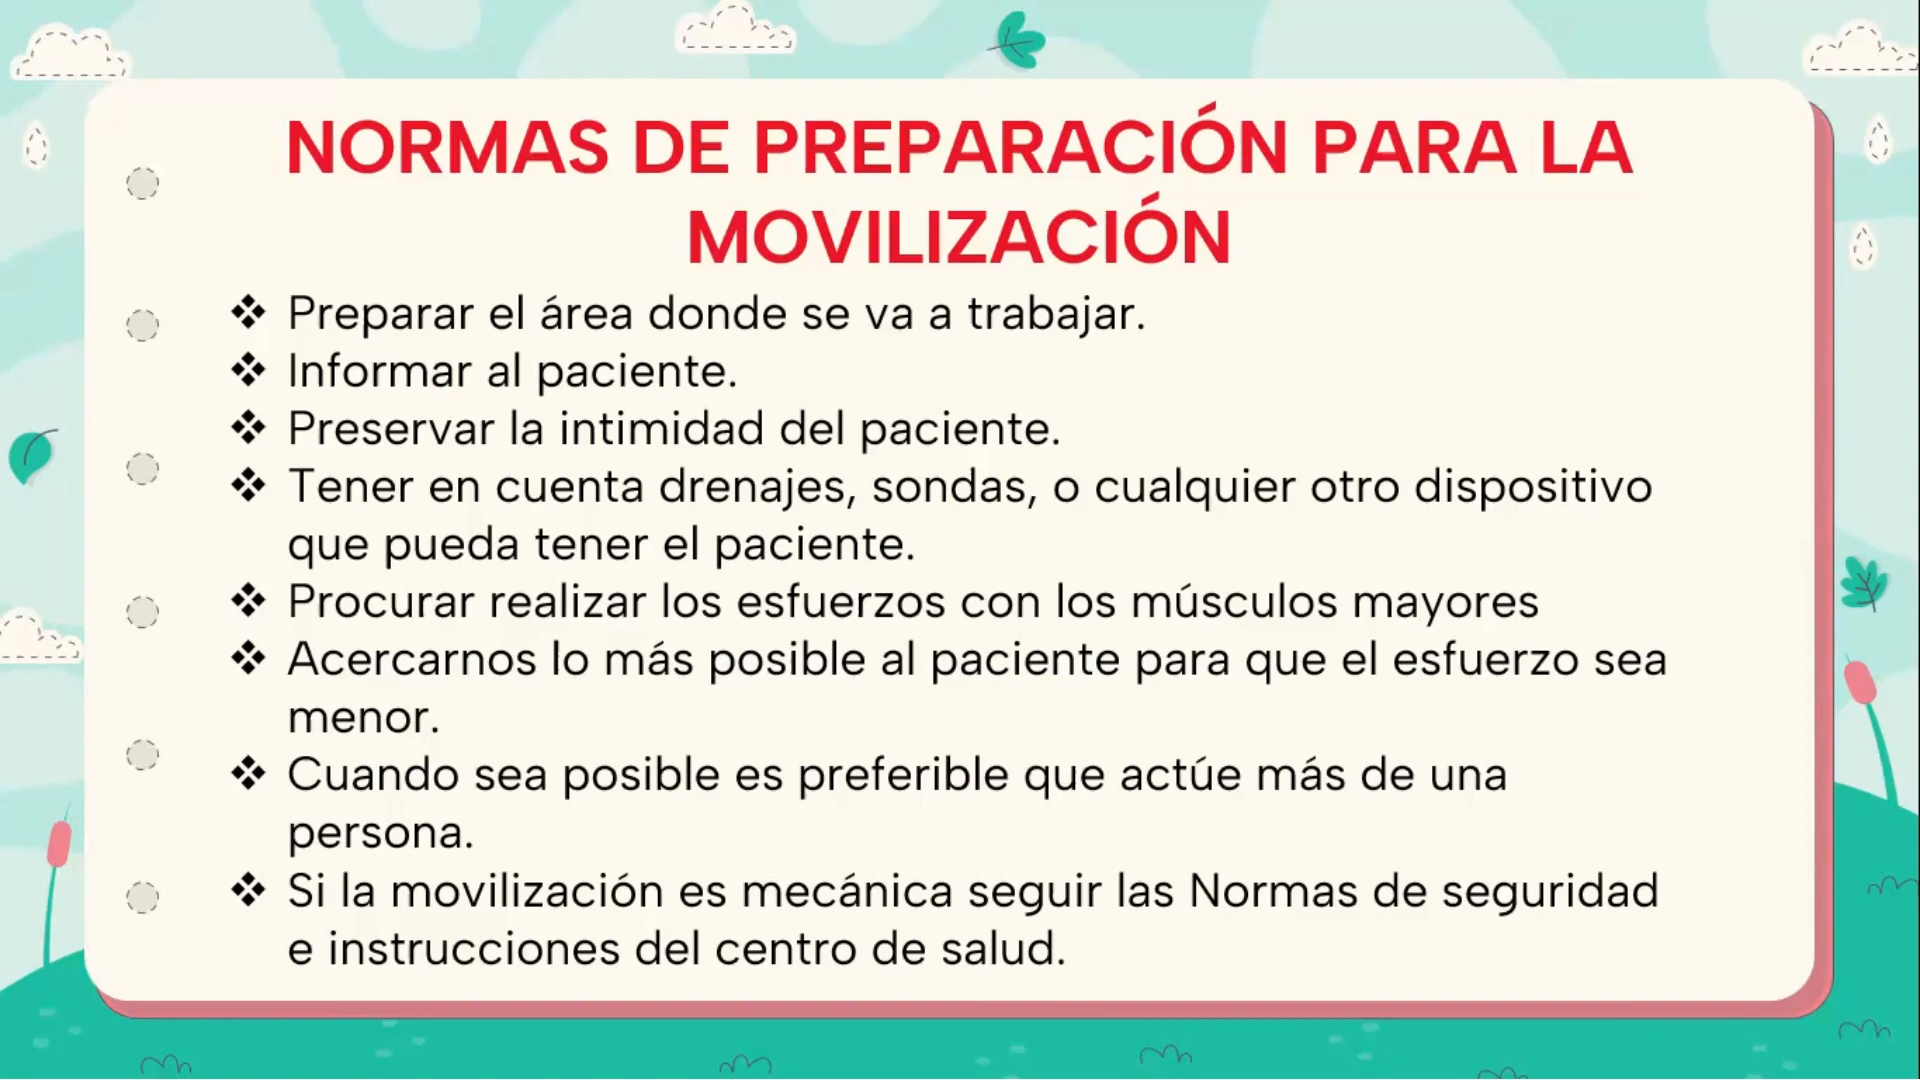 NORMAS DE PREPARACIÓN PARA LA
MOVILIZACIÓN
❖ Preparar el área donde se va a trabajar.
❖ Informar al paciente.
❖ Preservar la intimidad del paciente.
❖ Tener en cuenta drenajes, sondas, o cualquier otro dispositivo
que pueda tener el paciente.
❖ Procurar realizar los esfuerzos con los músculos mayores
❖ Acercarnos lo más posible al paciente para que el esfuerzo sea
menor.
❖ Cuando sea posible es preferible que actúe más de una
persona.
❖ Si la movilización es mecánica seguir las Normas de seguridad
e instrucciones del centro de salud.